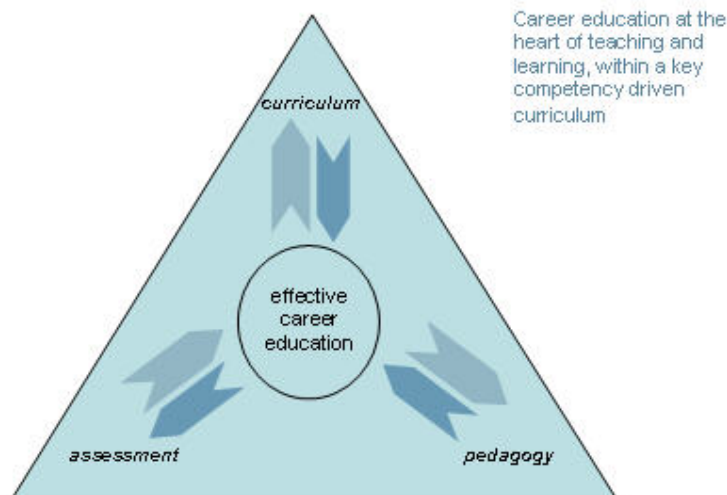 Career education at the
heart of teaching and
learning, within a key
competency driven
curriculum
curriculum
effective
career
education
assessment
pedagogy